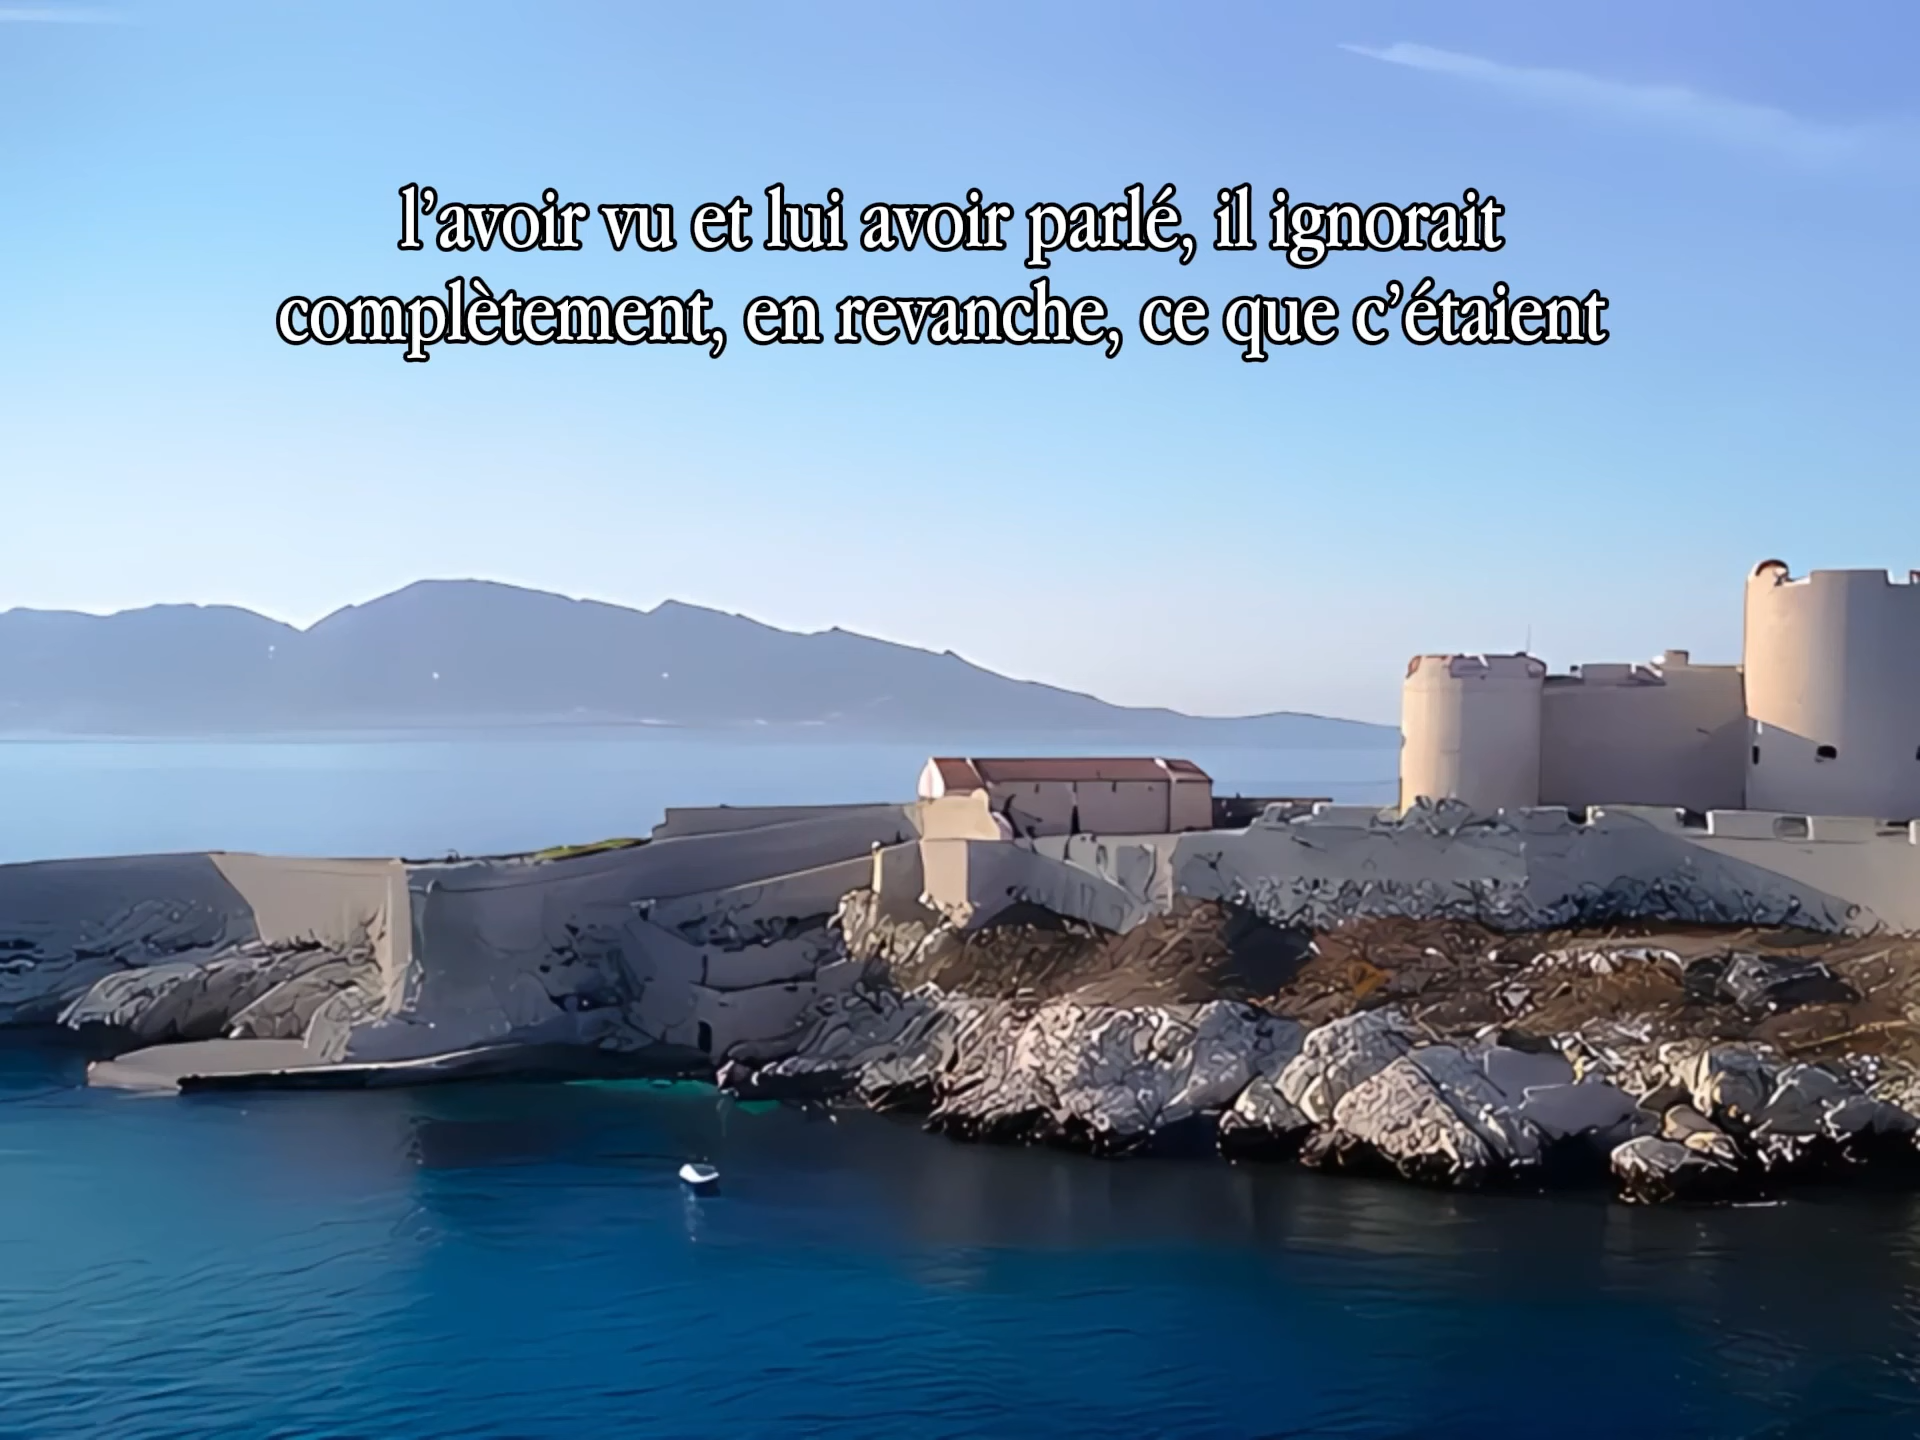 l’avoir vu et lui avoir parlé, il ignorait
complètement, en revanche, ce que c’étaient